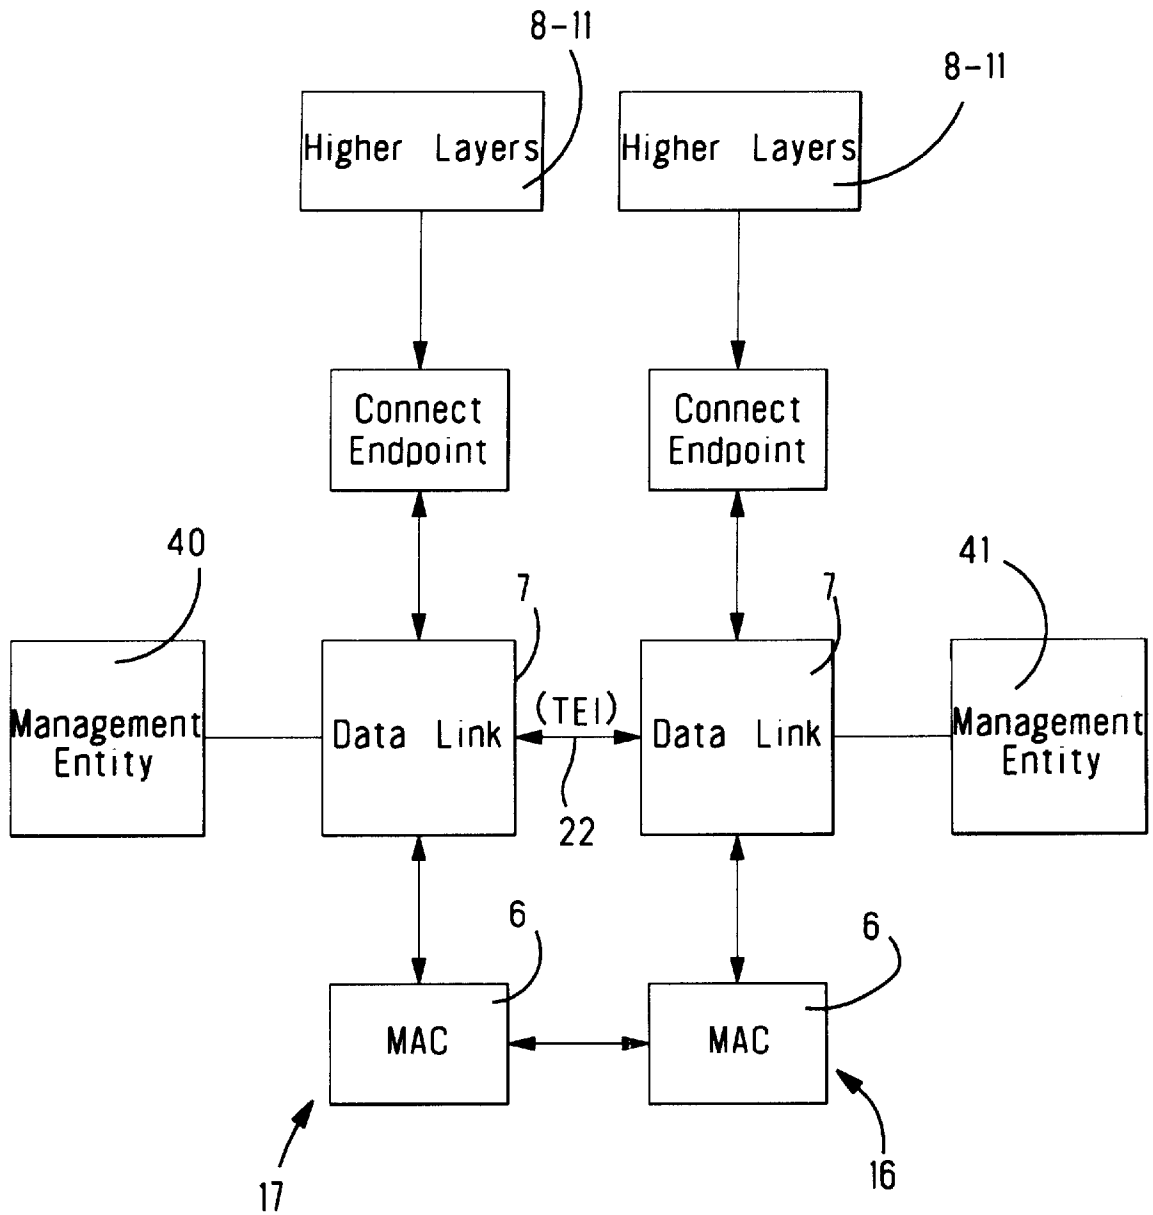 8-11
8-11
Higher Layers
Higher Layers
Connect
Endpoint
Connect
Endpoint
40
41
7
7
Management
Entity
Data Link
(TEI)
Data Link
Management
Entity
22
6
6
MAC
MAC
17
16